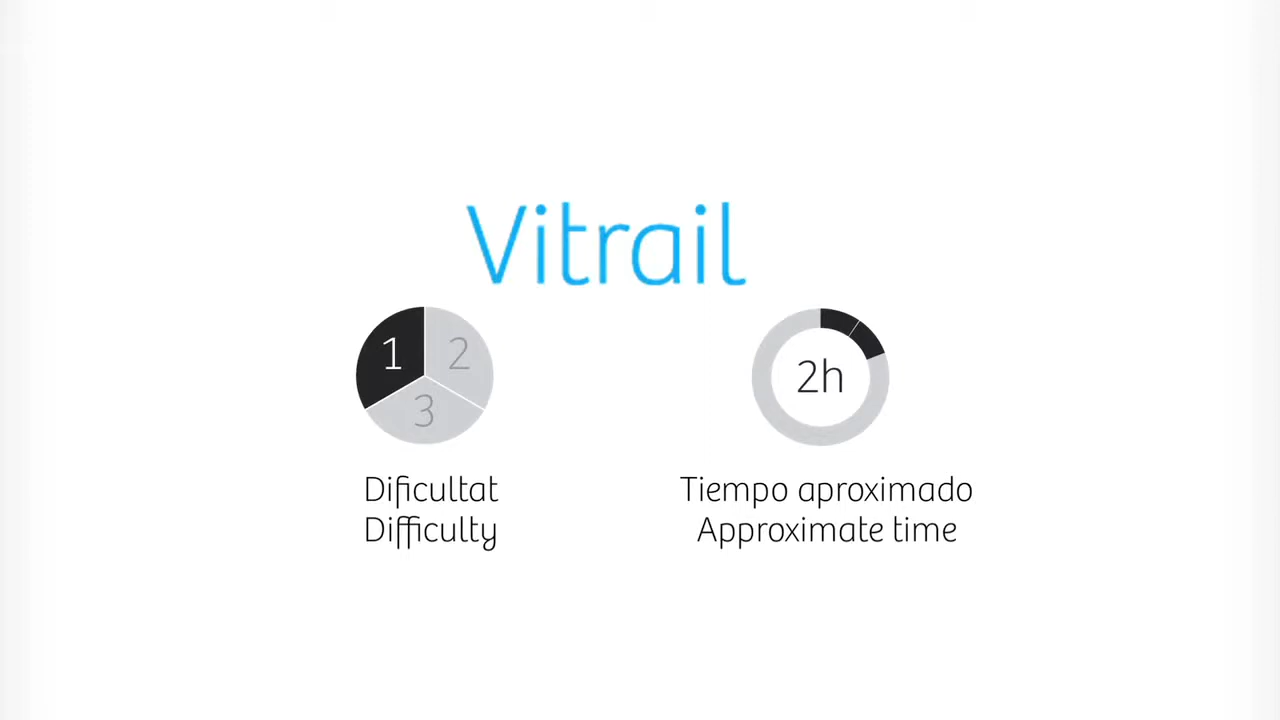 Vitrail
1
2
3
2h
Dificultat
Difficulty
Tiempo aproximado
Approximate time